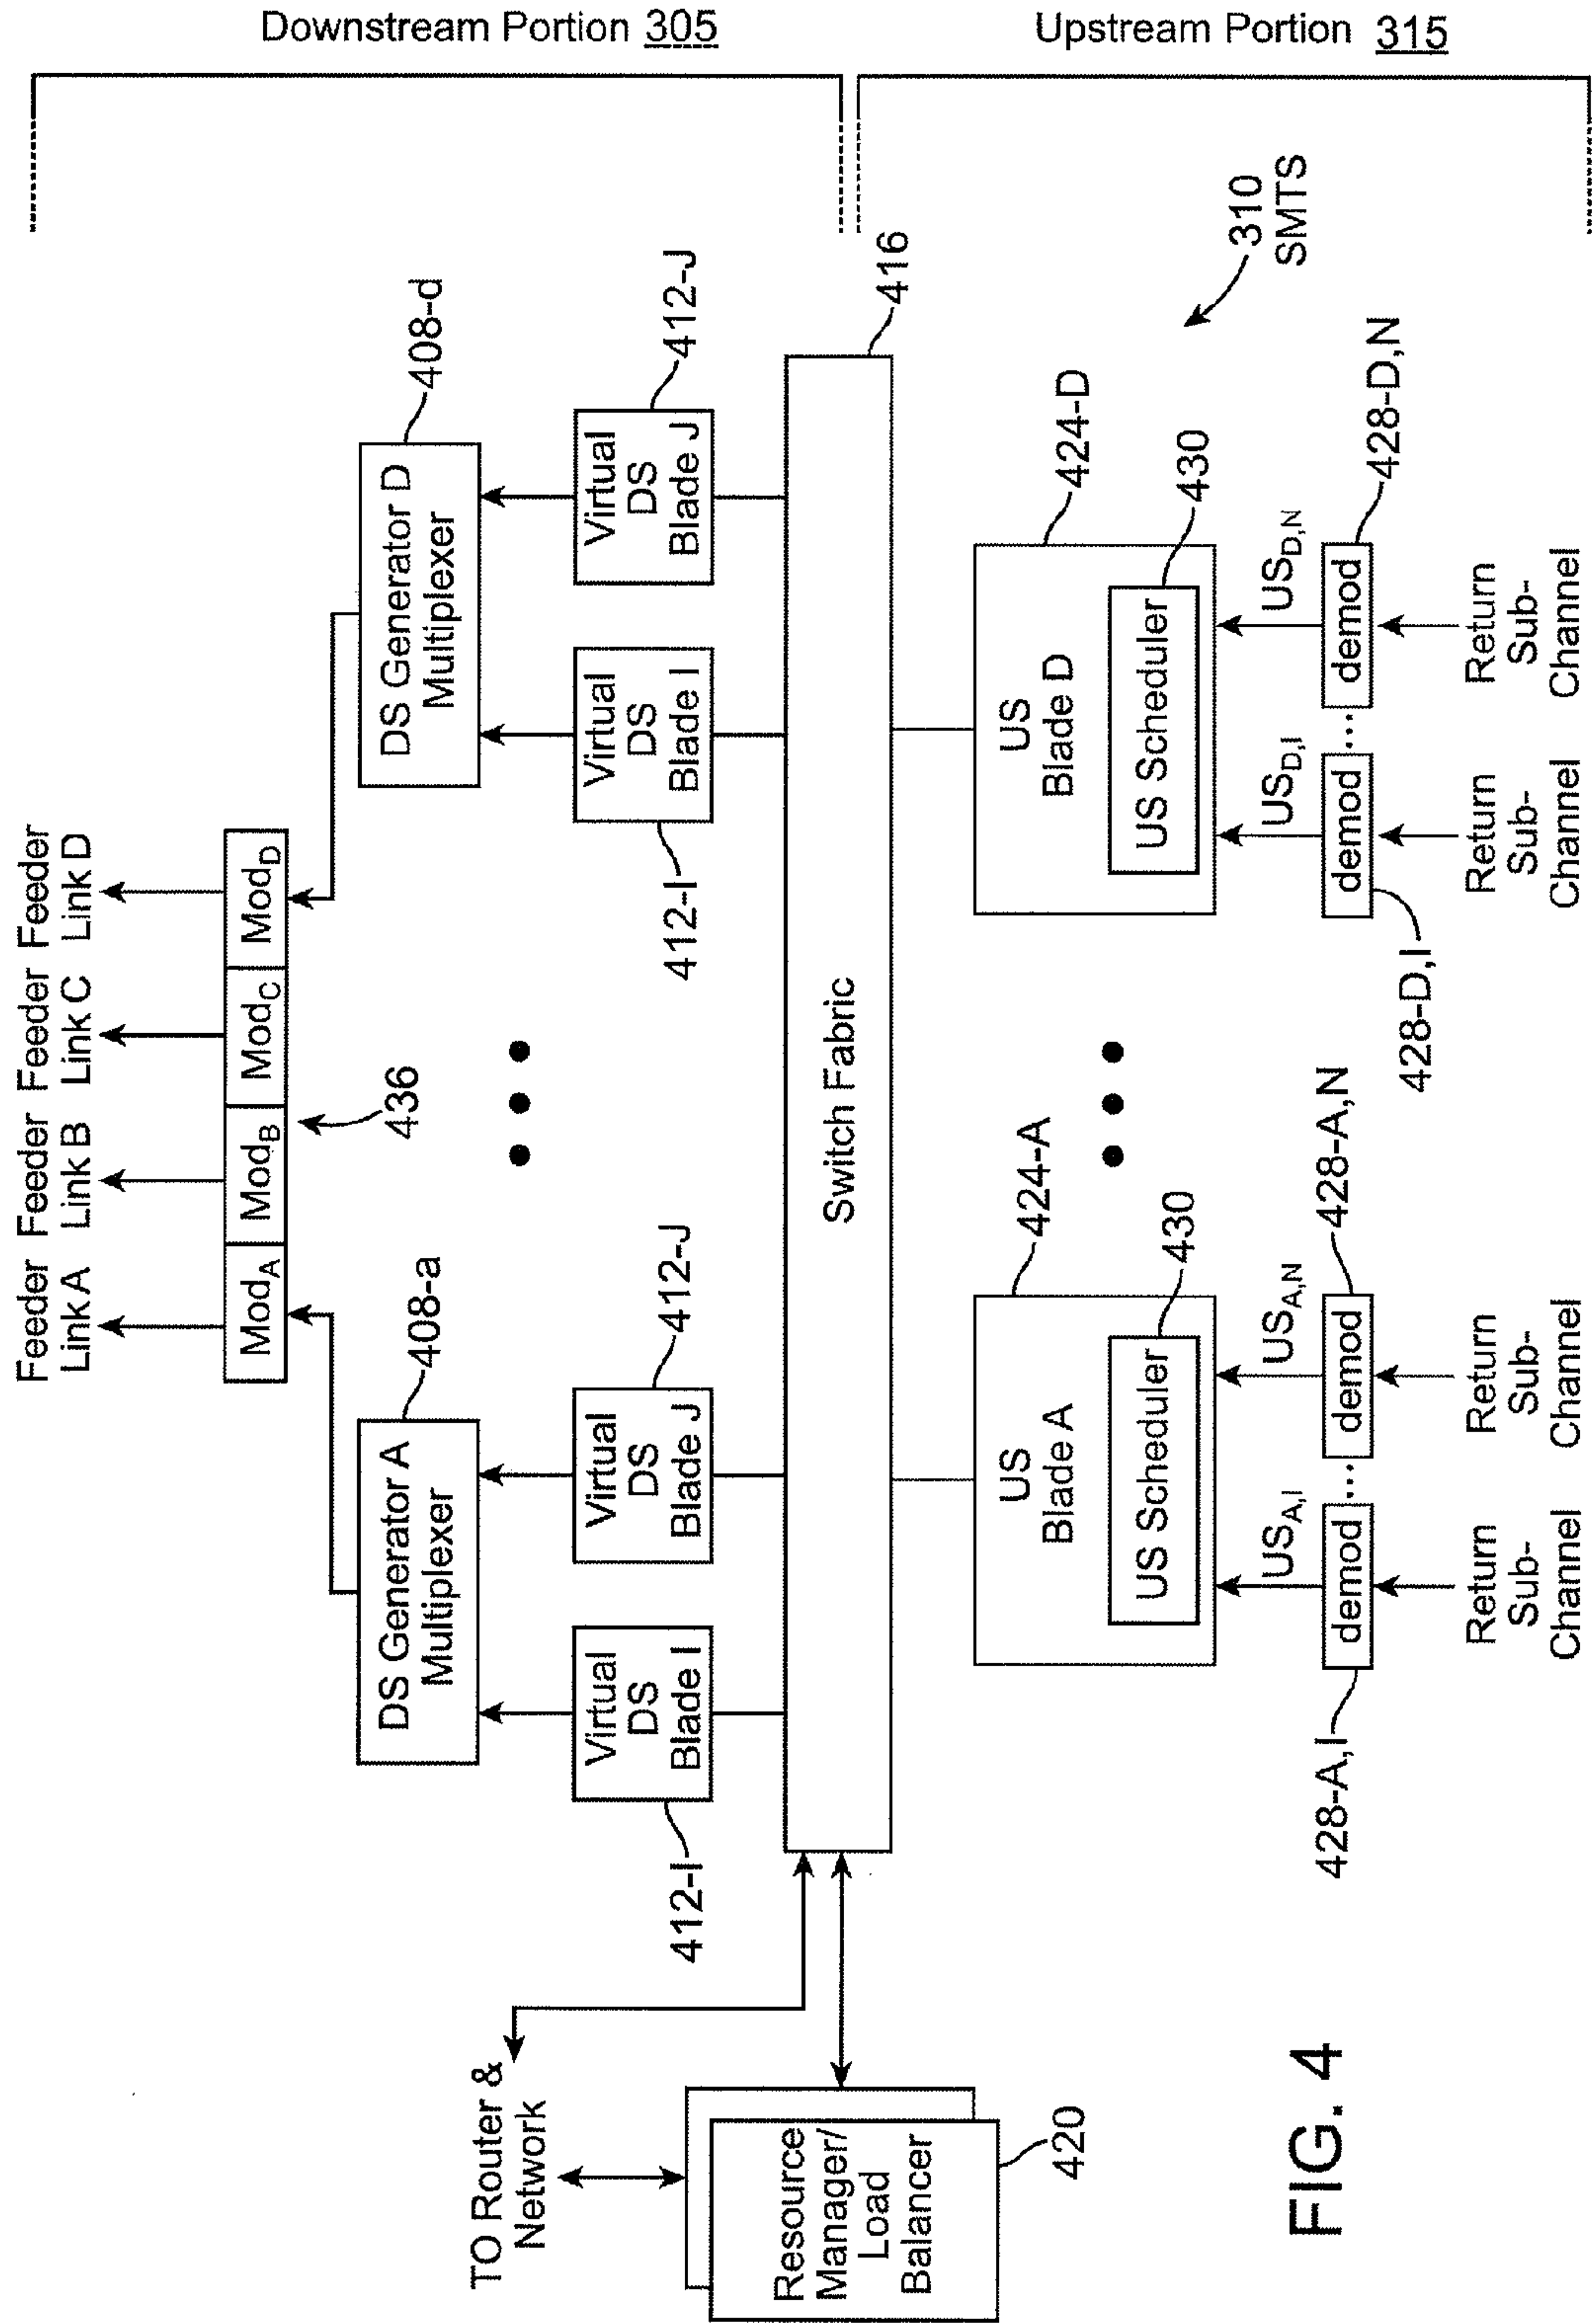 Downstream Portion 305
Upstream Portion 315
Feeder
Link A
Feeder
Link B
Feeder
Link C
Feeder
Link D
ModA
ModB
ModC
ModD
436
408-a
DS Generator A
Multiplexer
408-d
DS Generator D
Multiplexer
412-I
Virtual
DS
Blade I
412-J
Virtual
DS
Blade J
412-I
Virtual
DS
Blade I
412-J
Virtual
DS
Blade J
TO Router &
Network
Resource
Manager/
Load
Balancer
420
Switch Fabric
416
310
SMTS
424-A
US
Blade A
US Scheduler
430
424-D
US
Blade D
US Scheduler
430
USA,I
USA,N
USD,I
USD,N
428-A,I
demod
...
demod
428-A,N
428-D,I
demod
...
demod
428-D,N
Return
Sub-
Channel
Return
Sub-
Channel
Return
Sub-
Channel
Return
Sub-
Channel
FIG. 4